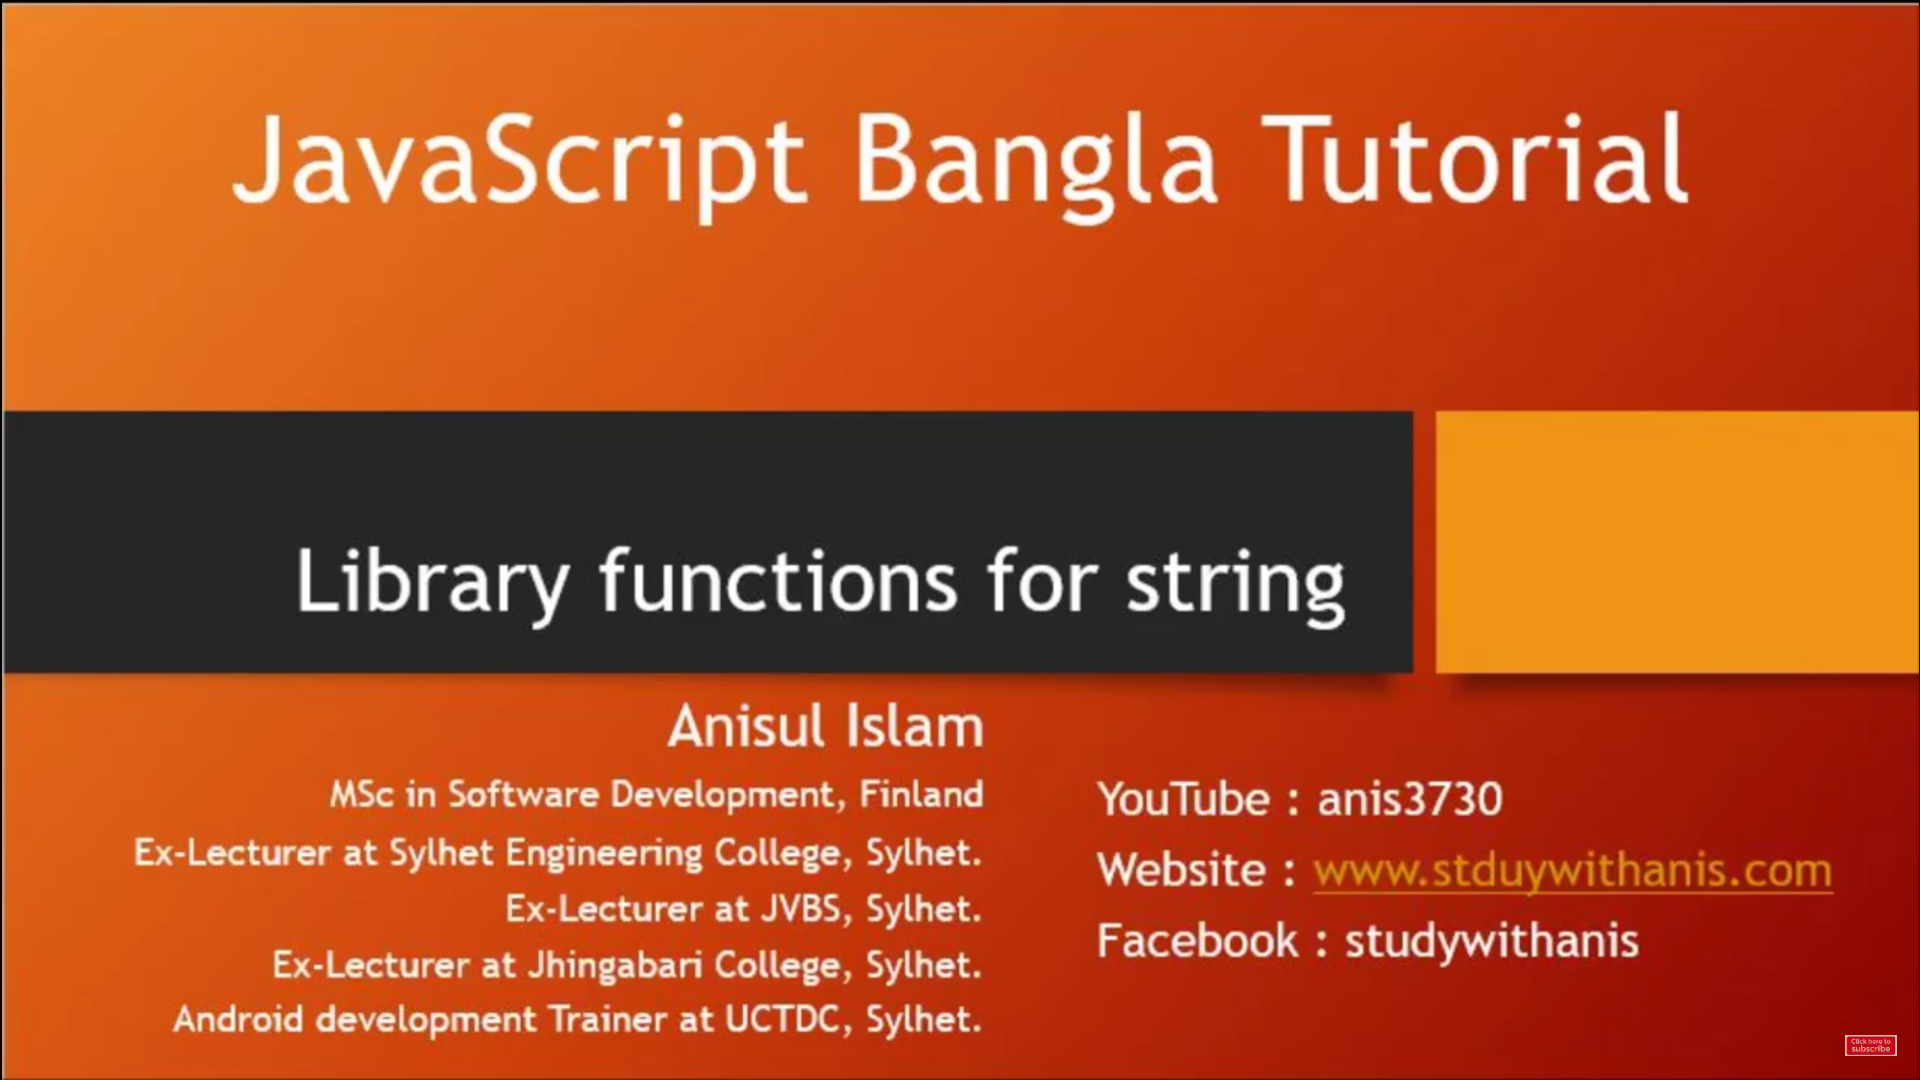 JavaScript Bangla Tutorial
Library functions for string
Anisul Islam
MSc in Software Development, Finland
Ex-Lecturer at Sylhet Engineering College, Sylhet.
Ex-Lecturer at JVBS, Sylhet.
Ex-Lecturer at Jhingabari College, Sylhet.
Android development Trainer at UCTDC, Sylhet.
YouTube : anis3730
Website : www.stduywithanis.com
Facebook : studywithanis
Click here to
subscribe